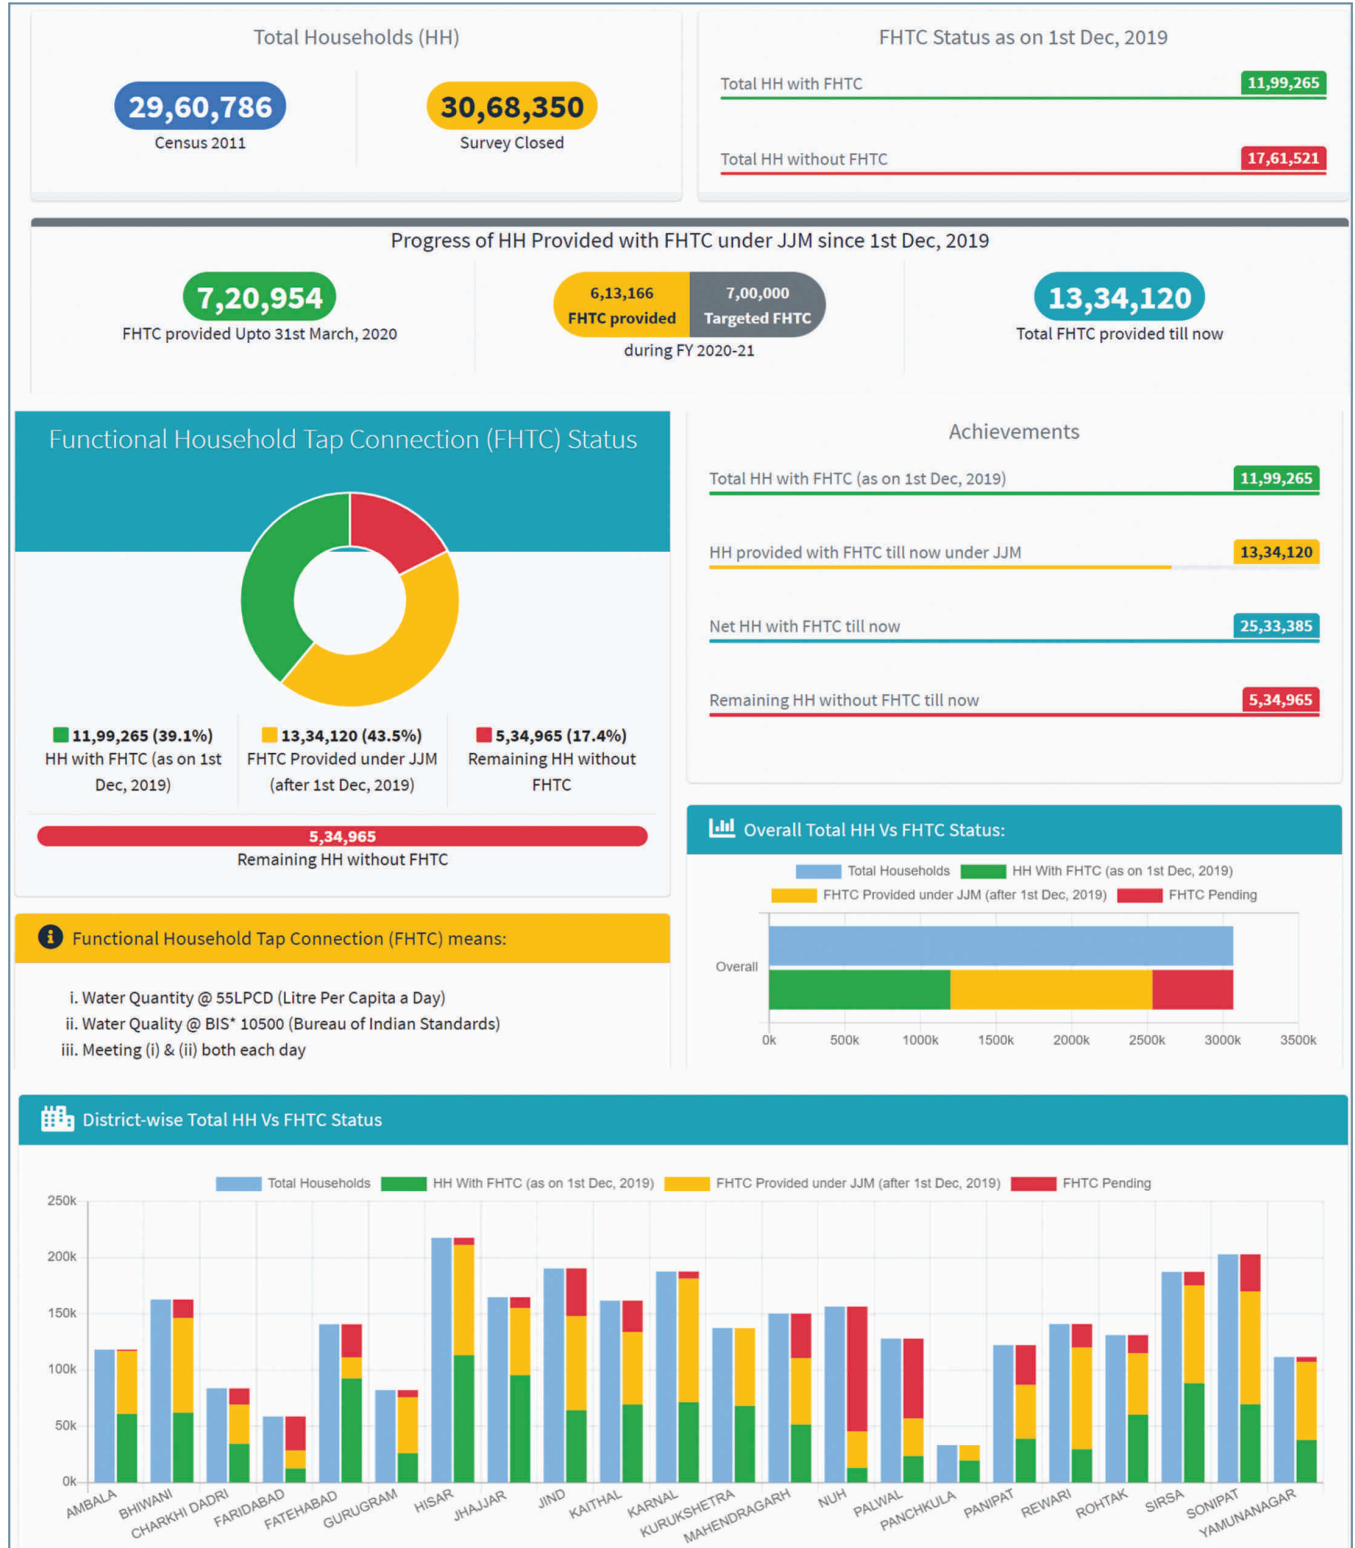 Total Households (HH)
29,60,786
Census 2011
30,68,350
Survey Closed
FHTC Status as on 1st Dec, 2019
Total HH with FHTC
11,99,265
Total HH without FHTC
17,61,521
Progress of HH Provided with FHTC under JJM since 1st Dec, 2019
7,20,954
FHTC provided Upto 31st March, 2020
6,13,166
FHTC provided
7,00,000
Targeted FHTC
during FY 2020-21
13,34,120
Total FHTC provided till now
Functional Household Tap Connection (FHTC) Status
11,99,265 (39.1%)
HH with FHTC (as on 1st
Dec, 2019)
13,34,120 (43.5%)
FHTC Provided under JJM
(after 1st Dec, 2019)
5,34,965 (17.4%)
Remaining HH without
FHTC
5,34,965
Remaining HH without FHTC
Achievements
Total HH with FHTC (as on 1st Dec, 2019)
11,99,265
HH provided with FHTC till now under JJM
13,34,120
Net HH with FHTC till now
25,33,385
Remaining HH without FHTC till now
5,34,965
Functional Household Tap Connection (FHTC) means:
i. Water Quantity @ 55LPCD (Litre Per Capita a Day)
ii. Water Quality @ BIS* 10500 (Bureau of Indian Standards)
iii. Meeting (i) & (ii) both each day
Overall Total HH Vs FHTC Status:
Total Households
HH With FHTC (as on 1st Dec, 2019)
FHTC Provided under JJM (after 1st Dec, 2019)
FHTC Pending
Overall
0k 500k 1000k 1500k 2000k 2500k 3000k 3500k
District-wise Total HH Vs FHTC Status
Total Households
HH With FHTC (as on 1st Dec, 2019)
FHTC Provided under JJM (after 1st Dec, 2019)
FHTC Pending
250k
200k
150k
100k
50k
0k
AMBALA
BHIWANI
CHARKHI DADRI
FARIDABAD
FATEHABAD
GURUGRAM
HISAR
JHAJJAR
JIND
KAITHAL
KARNAL
KURUKSHETRA
MAHENDRAGARH
NUH
PALWAL
PANCHKULA
PANIPAT
REWARI
ROHTAK
SIRSA
SONIPAT
YAMUNANAGAR